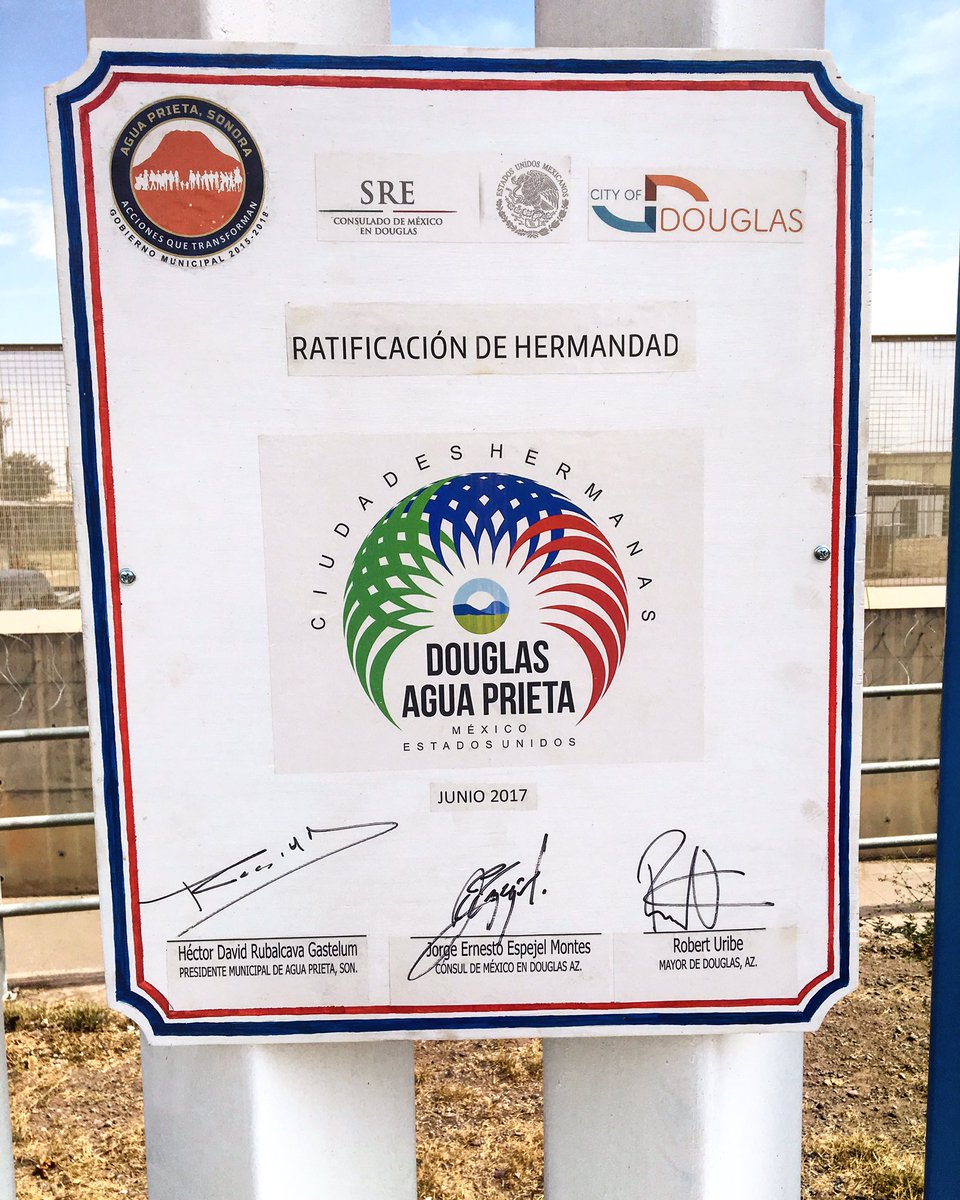 AGUA PRIETA, SONORA
ACCIONES QUE TRANSFORMAN
GOBIERNO MUNICIPAL 2015-2018
SRE
CONSULADO DE MÉXICO
EN DOUGLAS
ESTADOS UNIDOS MEXICANOS
CITY OF
DOUGLAS
RATIFICACIÓN DE HERMANDAD
CIUDADES HERMANAS
DOUGLAS
AGUA PRIETA
MÉXICO
ESTADOS UNIDOS
JUNIO 2017
Héctor David Rubalcava Gastelum
PRESIDENTE MUNICIPAL DE AGUA PRIETA, SON.
Jorge Ernesto Espejel Montes
CÓNSUL DE MÉXICO EN DOUGLAS AZ.
Robert Uribe
MAYOR DE DOUGLAS, AZ.